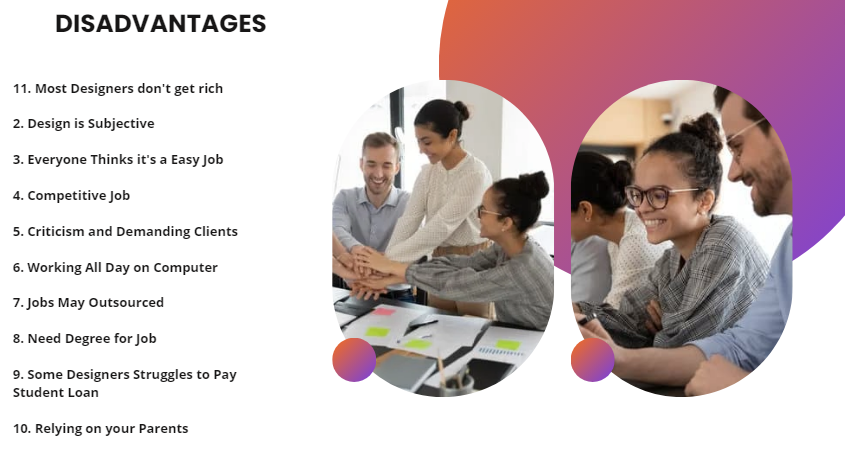 DISADVANTAGES
11. Most Designers don't get rich
2. Design is Subjective
3. Everyone Thinks it's a Easy Job
4. Competitive Job
5. Criticism and Demanding Clients
6. Working All Day on Computer
7. Jobs May Outsourced
8. Need Degree for Job
9. Some Designers Struggles to Pay
Student Loan
10. Relying on your Parents